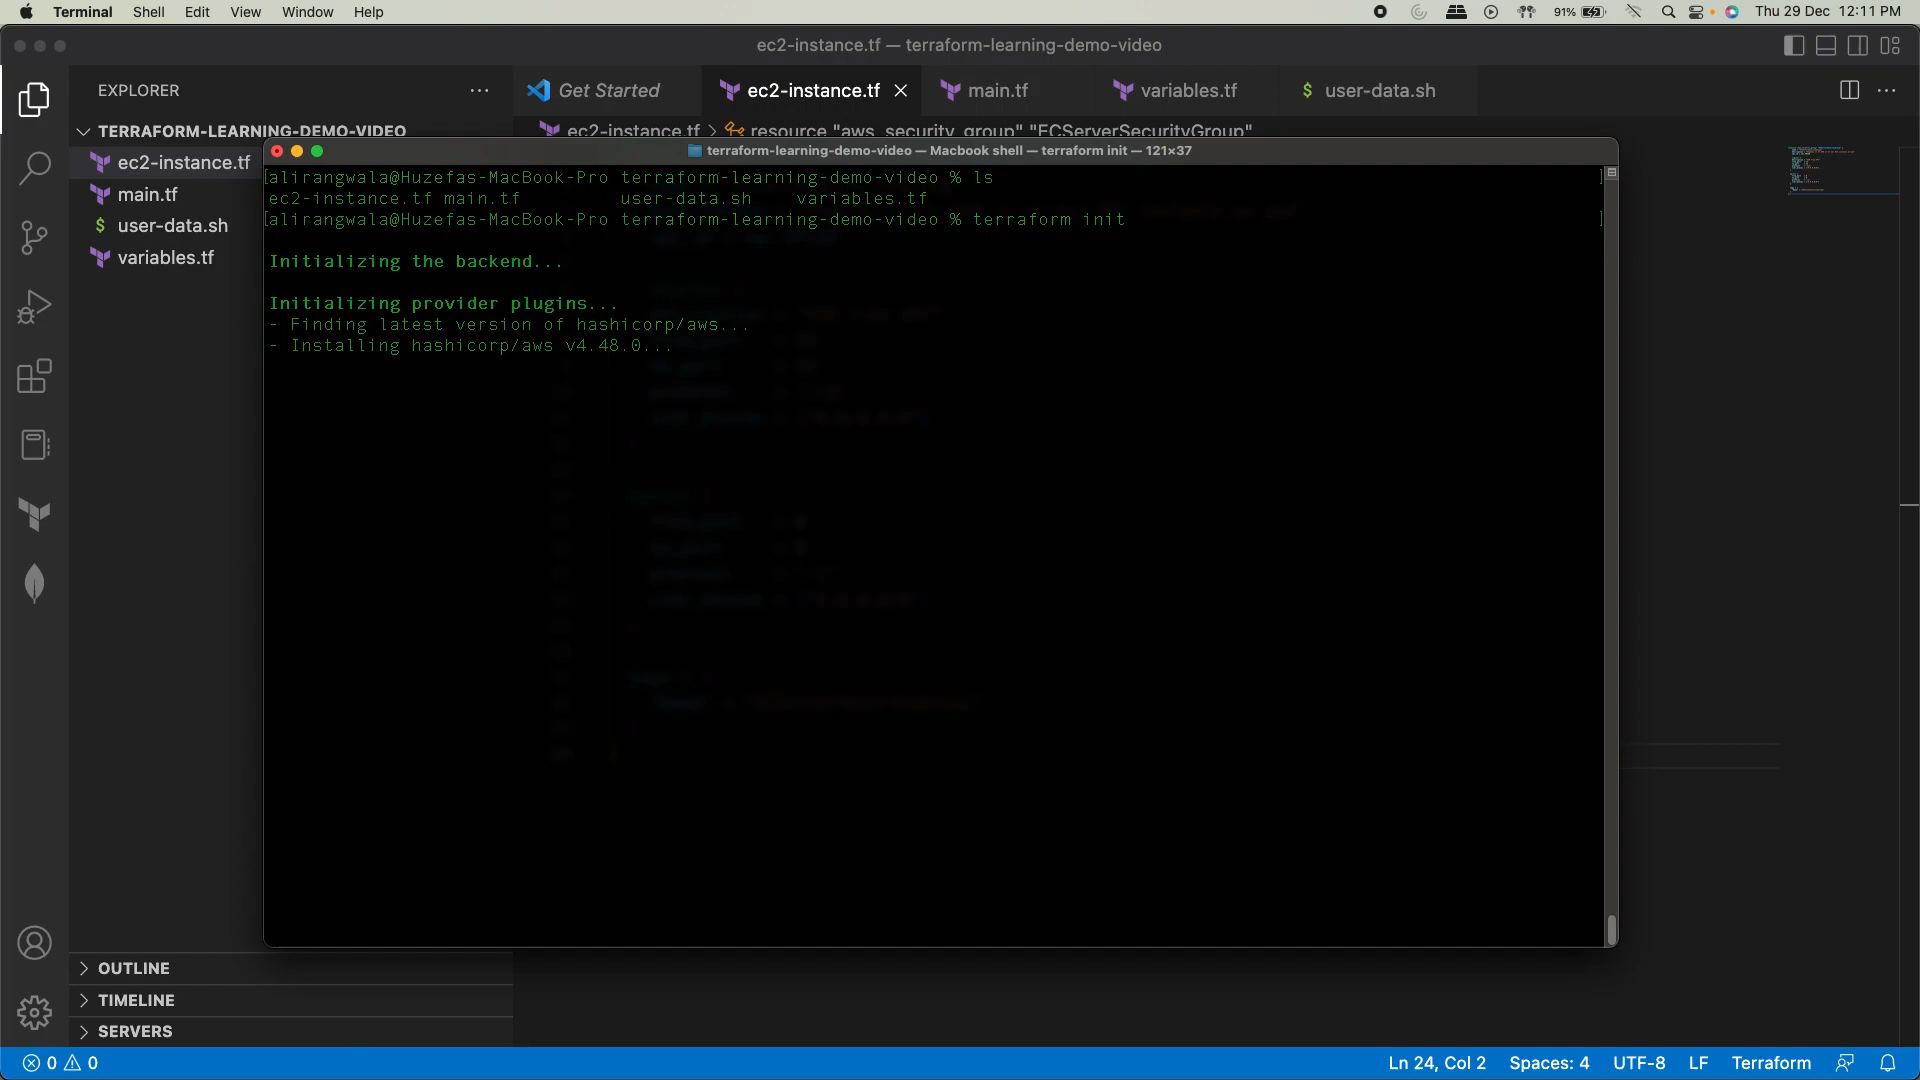 Terminal Shell Edit View Window Help 91% Thu 29 Dec 12:11 PM
ec2-instance.tf — terraform-learning-demo-video
EXPLORER
Get Started ec2-instance.tf main.tf variables.tf $ user-data.sh
TERRAFORM-LEARNING-DEMO-VIDEO
ec2-instance.tf > resource "aws_security_group" "ECServerSecurityGroup"
ec2-instance.tf
main.tf
$ user-data.sh
variables.tf
terraform-learning-demo-video — Macbook shell — terraform init — 121×37
[alirangwala@Huzefas-MacBook-Pro terraform-learning-demo-video % ls ]
ec2-instance.tf main.tf user-data.sh variables.tf
[alirangwala@Huzefas-MacBook-Pro terraform-learning-demo-video % terraform init ]
Initializing the backend...
Initializing provider plugins...
- Finding latest version of hashicorp/aws...
- Installing hashicorp/aws v4.48.0...
OUTLINE
TIMELINE
SERVERS
0 0 Ln 24, Col 2 Spaces: 4 UTF-8 LF Terraform